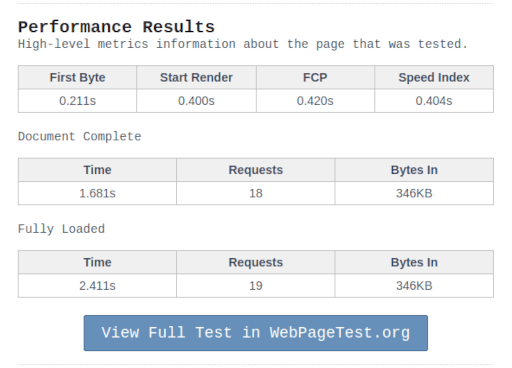 Performance Results
High-level metrics information about the page that was tested.
First Byte Start Render FCP Speed Index
0.211s 0.400s 0.420s 0.404s
Document Complete
Time Requests Bytes In
1.681s 18 346KB
Fully Loaded
Time Requests Bytes In
2.411s 19 346KB
View Full Test in WebPageTest.org